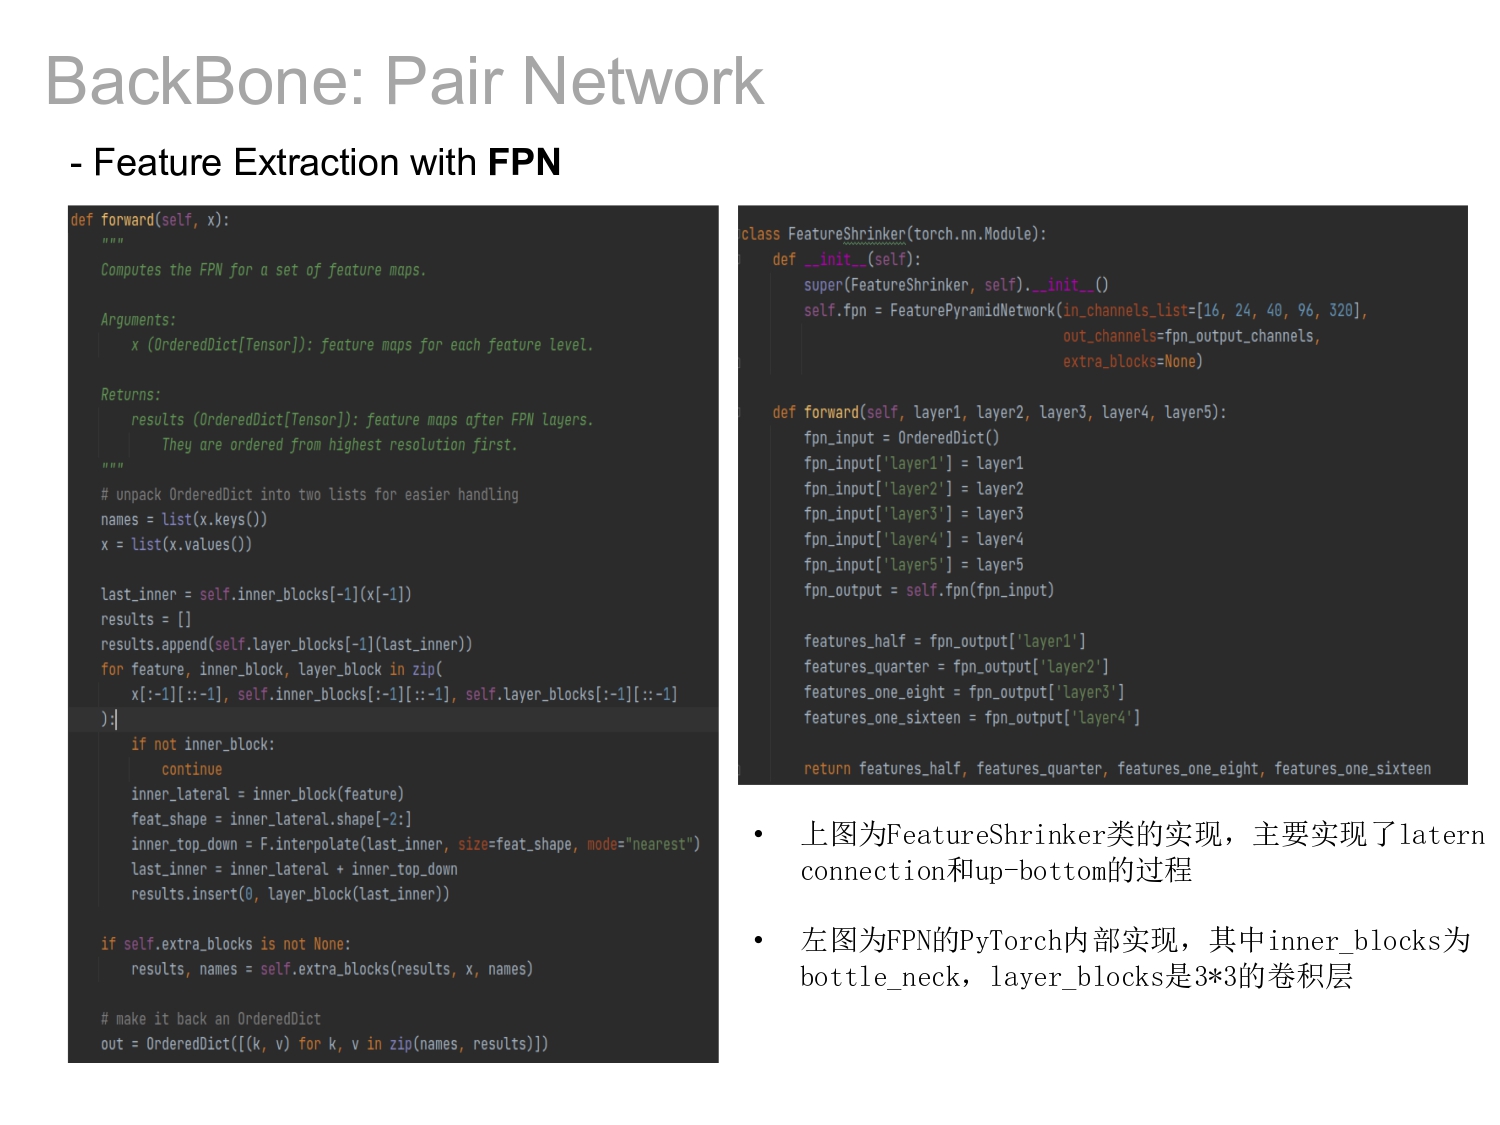 BackBone: Pair Network
- Feature Extraction with FPN
def forward(self, x):
"""
Computes the FPN for a set of feature maps.
Arguments:
x (OrderedDict[Tensor]): feature maps for each feature level.
Returns:
results (OrderedDict[Tensor]): feature maps after FPN layers.
They are ordered from highest resolution first.
"""
# unpack OrderedDict into two lists for easier handling
names = list(x.keys())
x = list(x.values())
last_inner = self.inner_blocks[-1](x[-1])
results = []
results.append(self.layer_blocks[-1](last_inner))
for feature, inner_block, layer_block in zip(
x[:-1][::-1], self.inner_blocks[:-1][::-1], self.layer_blocks[:-1][::-1]
):
if not inner_block:
continue
inner_lateral = inner_block(feature)
feat_shape = inner_lateral.shape[-2:]
inner_top_down = F.interpolate(last_inner, size=feat_shape, mode="nearest")
last_inner = inner_lateral + inner_top_down
results.insert(0, layer_block(last_inner))
if self.extra_blocks is not None:
results, names = self.extra_blocks(results, x, names)
# make it back an OrderedDict
out = OrderedDict([(k, v) for k, v in zip(names, results)])
class FeatureShrinker(torch.nn.Module):
def __init__(self):
super(FeatureShrinker, self).__init__()
self.fpn = FeaturePyramidNetwork(in_channels_list=[16, 24, 40, 96, 320],
out_channels=fpn_output_channels,
extra_blocks=None)
def forward(self, layer1, layer2, layer3, layer4, layer5):
fpn_input = OrderedDict()
fpn_input['layer1'] = layer1
fpn_input['layer2'] = layer2
fpn_input['layer3'] = layer3
fpn_input['layer4'] = layer4
fpn_input['layer5'] = layer5
fpn_output = self.fpn(fpn_input)
features_half = fpn_output['layer1']
features_quarter = fpn_output['layer2']
features_one_eight = fpn_output['layer3']
features_one_sixteen = fpn_output['layer4']
return features_half, features_quarter, features_one_eight, features_one_sixteen
• 上图为FeatureShrinker类的实现，主要实现了latern
connection和up-bottom的过程
• 左图为FPN的PyTorch内部实现，其中inner_blocks为
bottle_neck，layer_blocks是3*3的卷积层